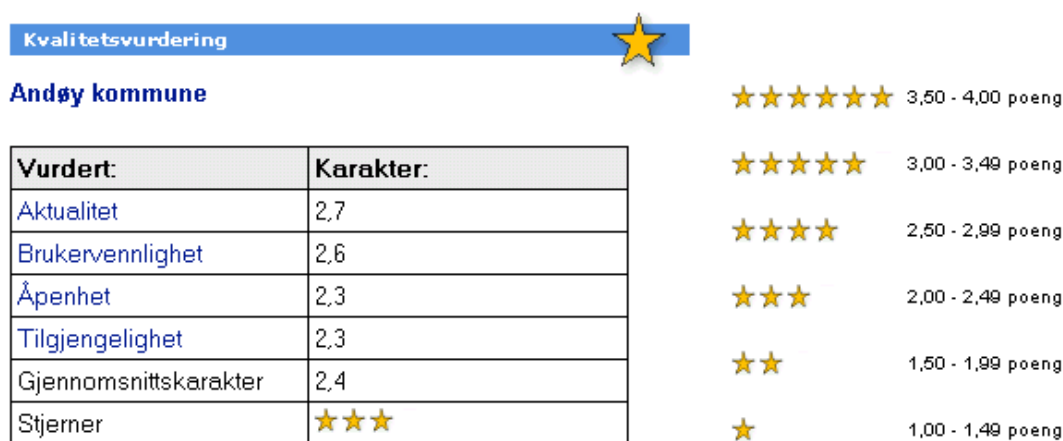 Kvalitetsvurdering
Andøy kommune
Vurdert: Karakter:
Aktualitet 2,7
Brukervennlighet 2,6
Åpenhet 2,3
Tilgjengelighet 2,3
Gjennomsnittskarakter 2,4
Stjerner
3,50 - 4,00 poeng
3,00 - 3,49 poeng
2,50 - 2,99 poeng
2,00 - 2,49 poeng
1,50 - 1,99 poeng
1,00 - 1,49 poeng